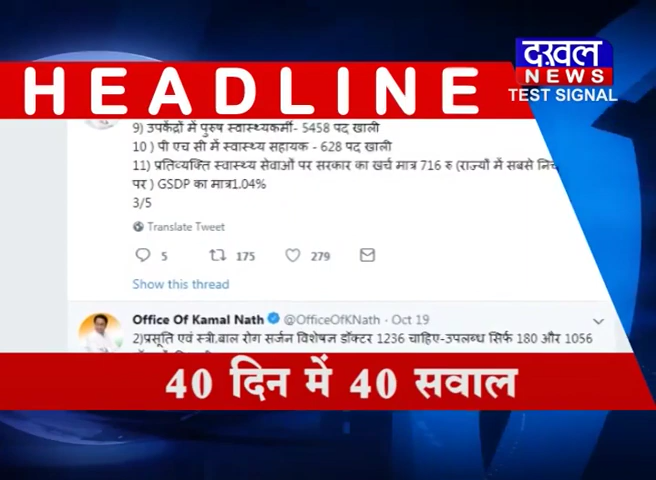 दखल
NEWS
TEST SIGNAL
HEADLINE
9) उपकेंद्रों में पुरुष स्वास्थ्यकर्मी- 5458 पद खाली
10 ) पी एच सी में स्वास्थ्य सहायक - 628 पद खाली
11) प्रतिव्यक्ति स्वास्थ्य सेवाओं पर सरकार का खर्च मात्र 716 रु (राज्यों में सबसे
पर ) GSDP का मात्र1.04%
3/5
Translate Tweet
5 175 279
Show this thread
Office Of Kamal Nath @OfficeOfKNath · Oct 19
2)प्रसूति एवं स्त्री,बाल रोग सर्जन विशेषज्ञ डॉक्टर 1236 चाहिए-उपलब्ध सिर्फ 180 और 1056
40 दिन में 40 सवाल